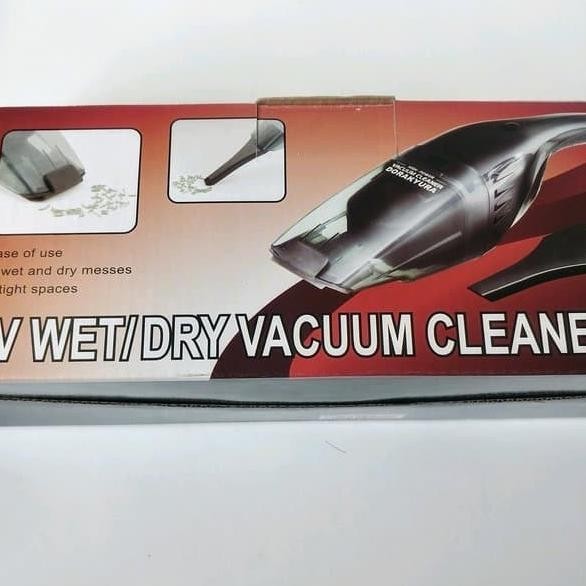 ase of use
wet and dry messes
tight spaces
VACUUM CLEANER
DORAKYURA
V WET/DRY VACUUM CLEANE